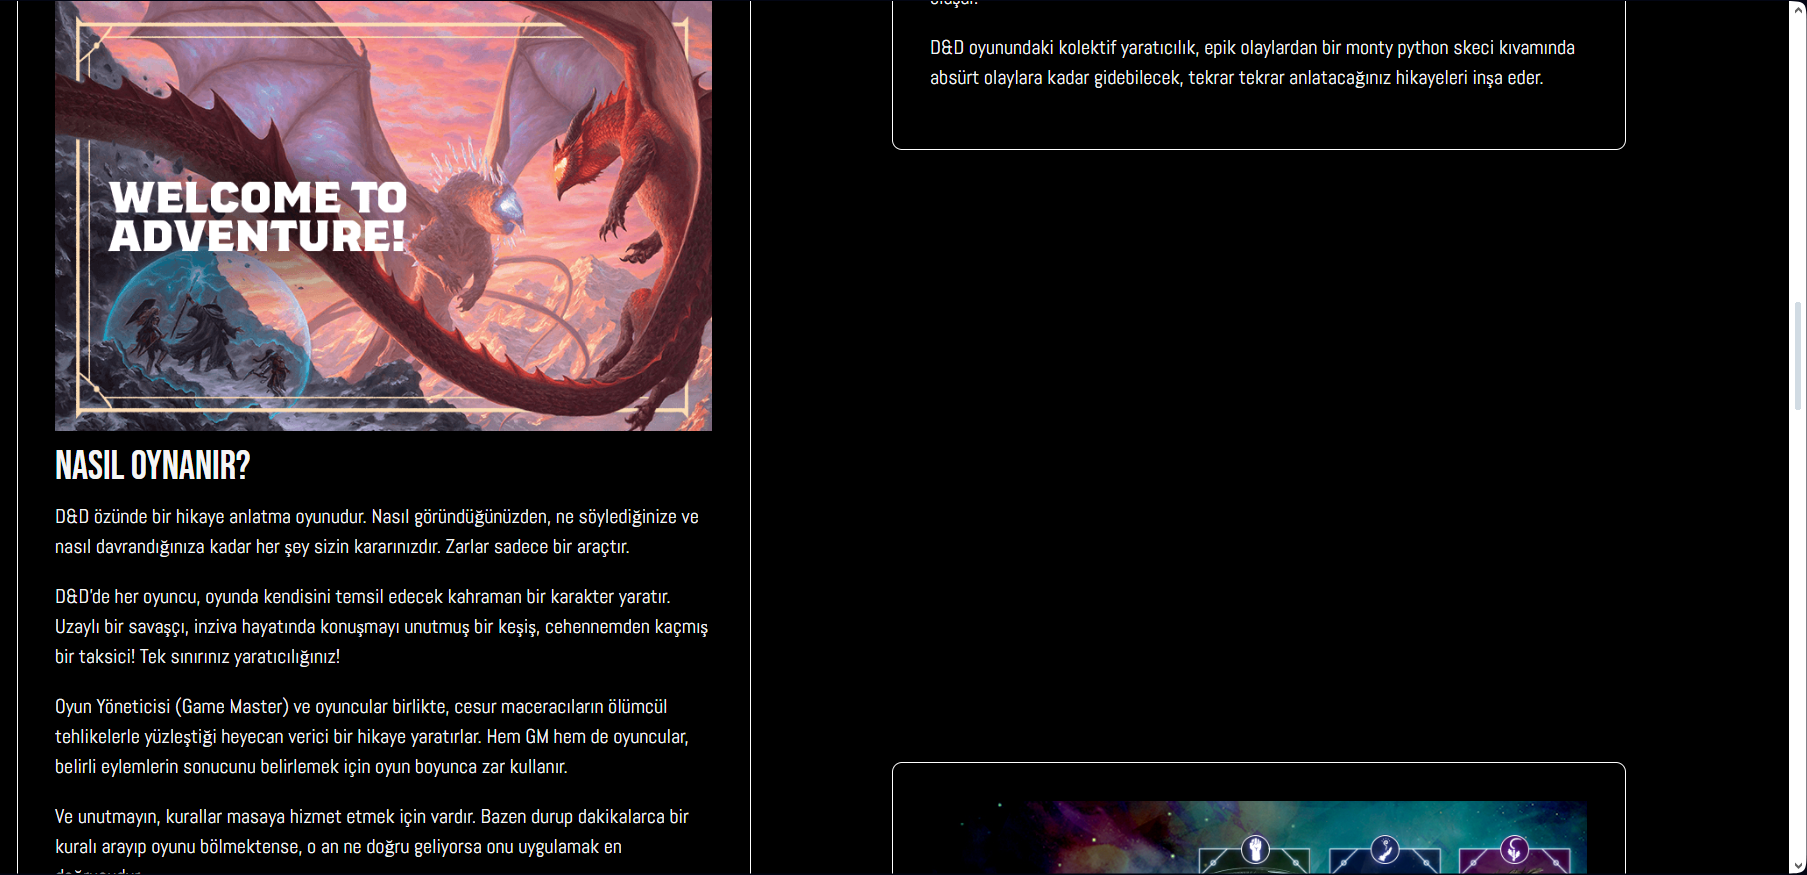 WELCOME TO
ADVENTURE!
NASIL OYNANIR?
D&D özünde bir hikaye anlatma oyunudur. Nasıl göründüğünüzden, ne söylediğinize ve
nasıl davrandığınıza kadar her şey sizin kararınızdır. Zarlar sadece bir araçtır.
D&D'de her oyuncu, oyunda kendisini temsil edecek kahraman bir karakter yaratır.
Uzaylı bir savaşçı, inziva hayatında konuşmayı unutmuş bir keşiş, cehennemden kaçmış
bir taksici! Tek sınırınız yaratıcılığınız!
Oyun Yöneticisi (Game Master) ve oyuncular birlikte, cesur maceracıların ölümcül
tehlikelerle yüzleştiği heyecan verici bir hikaye yaratırlar. Hem GM hem de oyuncular,
belirli eylemlerin sonucunu belirlemek için oyun boyunca zar kullanır.
Ve unutmayın, kurallar masaya hizmet etmek için vardır. Bazen durup dakikalarca bir
kuralı arayıp oyunu bölmektense, o an ne doğru geliyorsa onu uygulamak en
D&D oyunundaki kolektif yaratıcılık, epik olaylardan bir monty python skeci kıvamında
absürt olaylara kadar gidebilecek, tekrar tekrar anlatacağınız hikayeleri inşa eder.